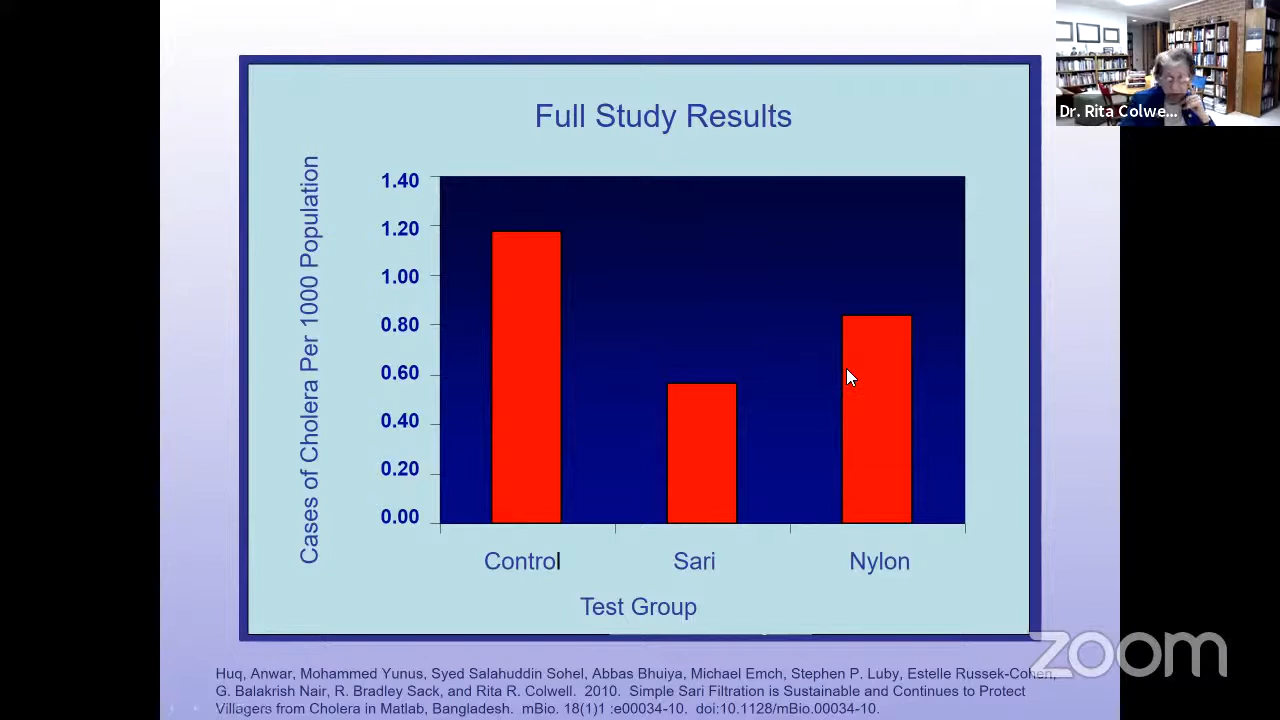 Full Study Results
Dr. Rita Colwe...
Cases of Cholera Per 1000 Population
1.40
1.20
1.00
0.80
0.60
0.40
0.20
0.00
Control
Sari
Nylon
Test Group
zoom
Huq, Anwar, Mohammed Yunus, Syed Salahuddin Sohel, Abbas Bhuiya, Michael Emch, Stephen P. Luby, Estelle Russek-Cohen,
G. Balakrish Nair, R. Bradley Sack, and Rita R. Colwell. 2010. Simple Sari Filtration is Sustainable and Continues to Protect
Villagers from Cholera in Matlab, Bangladesh. mBio. 18(1)1 :e00034-10. doi:10.1128/mBio.00034-10.